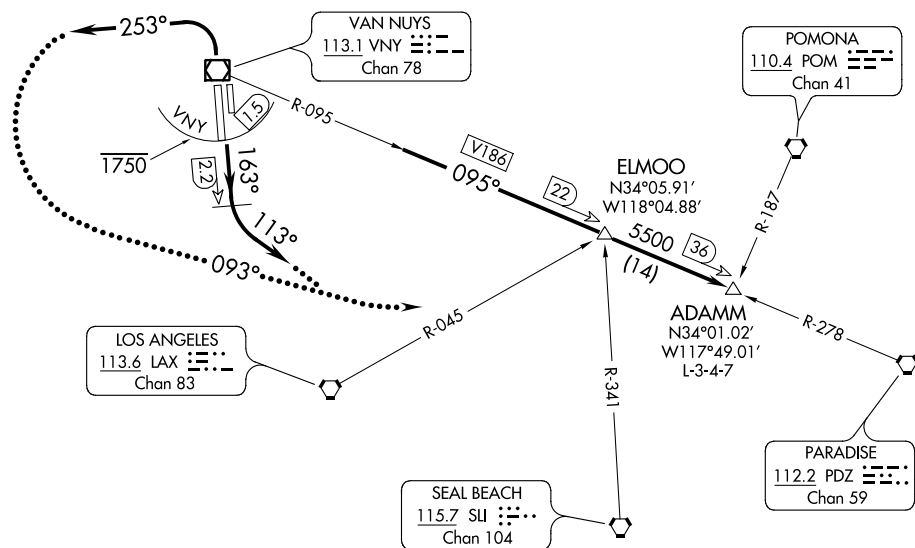 253°
VAN NUYS
113.1 VNY
Chan 78
POMONA
110.4 POM
Chan 41
1.5
VNY
R-095
1750
2.2
163°
V186
095°
22
ELMOO
N34°05.91'
W118°04.88'
R-187
113°
093°
5500
(14)
36
ADAMM
N34°01.02'
W117°49.01'
L-3-4-7
R-278
R-045
LOS ANGELES
113.6 LAX
Chan 83
R-341
PARADISE
112.2 PDZ
Chan 59
SEAL BEACH
115.7 SLI
Chan 104